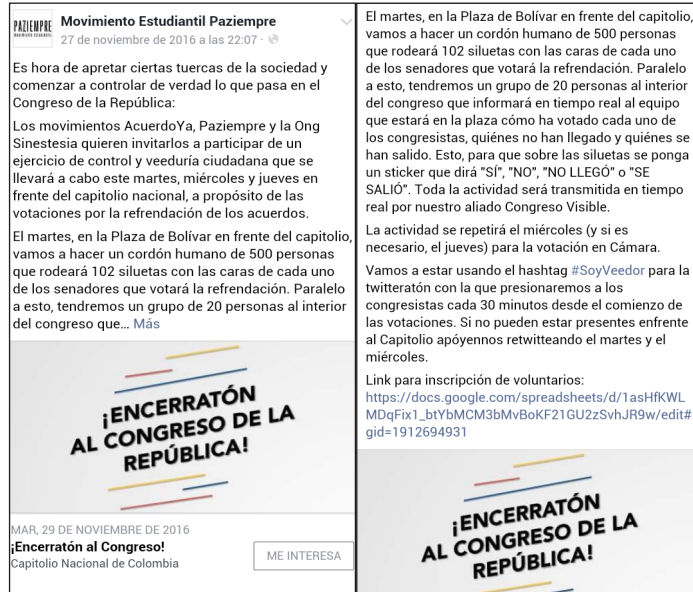 PAZIEMPRE
MOVIMIENTO ESTUDIANTIL
Movimiento Estudiantil Paziempre
27 de noviembre de 2016 a las 22:07 ·
Es hora de apretar ciertas tuercas de la sociedad y
comenzar a controlar de verdad lo que pasa en el
Congreso de la República:
Los movimientos AcuerdoYa, Paziempre y la Ong
Sinestesia quieren invitarlos a participar de un
ejercicio de control y veeduría ciudadana que se
llevará a cabo este martes, miércoles y jueves en
frente del capitolio nacional, a propósito de las
votaciones por la refrendación de los acuerdos.
El martes, en la Plaza de Bolívar en frente del capitolio,
vamos a hacer un cordón humano de 500 personas
que rodeará 102 siluetas con las caras de cada uno
de los senadores que votará la refrendación. Paralelo
a esto, tendremos un grupo de 20 personas al interior
del congreso que... Más
¡ENCERRATÓN
AL CONGRESO DE LA
REPÚBLICA!
MAR, 29 DE NOVIEMBRE DE 2016
¡Encerratón al Congreso!
Capitolio Nacional de Colombia
ME INTERESA
El martes, en la Plaza de Bolívar en frente del capitolio,
vamos a hacer un cordón humano de 500 personas
que rodeará 102 siluetas con las caras de cada uno
de los senadores que votará la refrendación. Paralelo
a esto, tendremos un grupo de 20 personas al interior
del congreso que informará en tiempo real al equipo
que estará en la plaza cómo ha votado cada uno de
los congresistas, quiénes no han llegado y quiénes se
han salido. Esto, para que sobre las siluetas se ponga
un sticker que dirá "SÍ", "NO", "NO LLEGÓ" o "SE
SALIÓ". Toda la actividad será transmitida en tiempo
real por nuestro aliado Congreso Visible.
La actividad se repetirá el miércoles (y si es
necesario, el jueves) para la votación en Cámara.
Vamos a estar usando el hashtag #SoyVeedor para la
twitteratón con la que presionaremos a los
congresistas cada 30 minutos desde el comienzo de
las votaciones. Si no pueden estar presentes enfrente
al Capitolio apóyennos retwitteando el martes y el
miércoles.
Link para inscripción de voluntarios:
https://docs.google.com/spreadsheets/d/1asHfKWL
MDqFix1_btYbMCM3bMvBoKF21GU2zSvhJR9w/edit#
gid=1912694931
¡ENCERRATÓN
AL CONGRESO DE LA
REPÚBLICA!